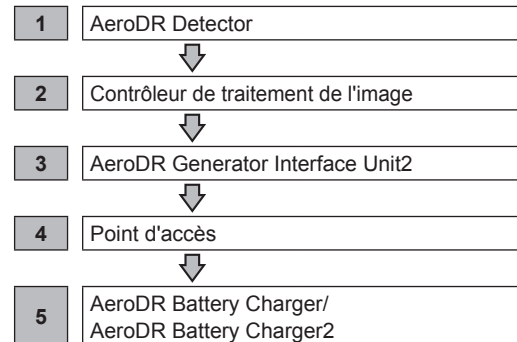 1 AeroDR Detector
2 Contrôleur de traitement de l'image
3 AeroDR Generator Interface Unit2
4 Point d'accès
5 AeroDR Battery Charger/
AeroDR Battery Charger2